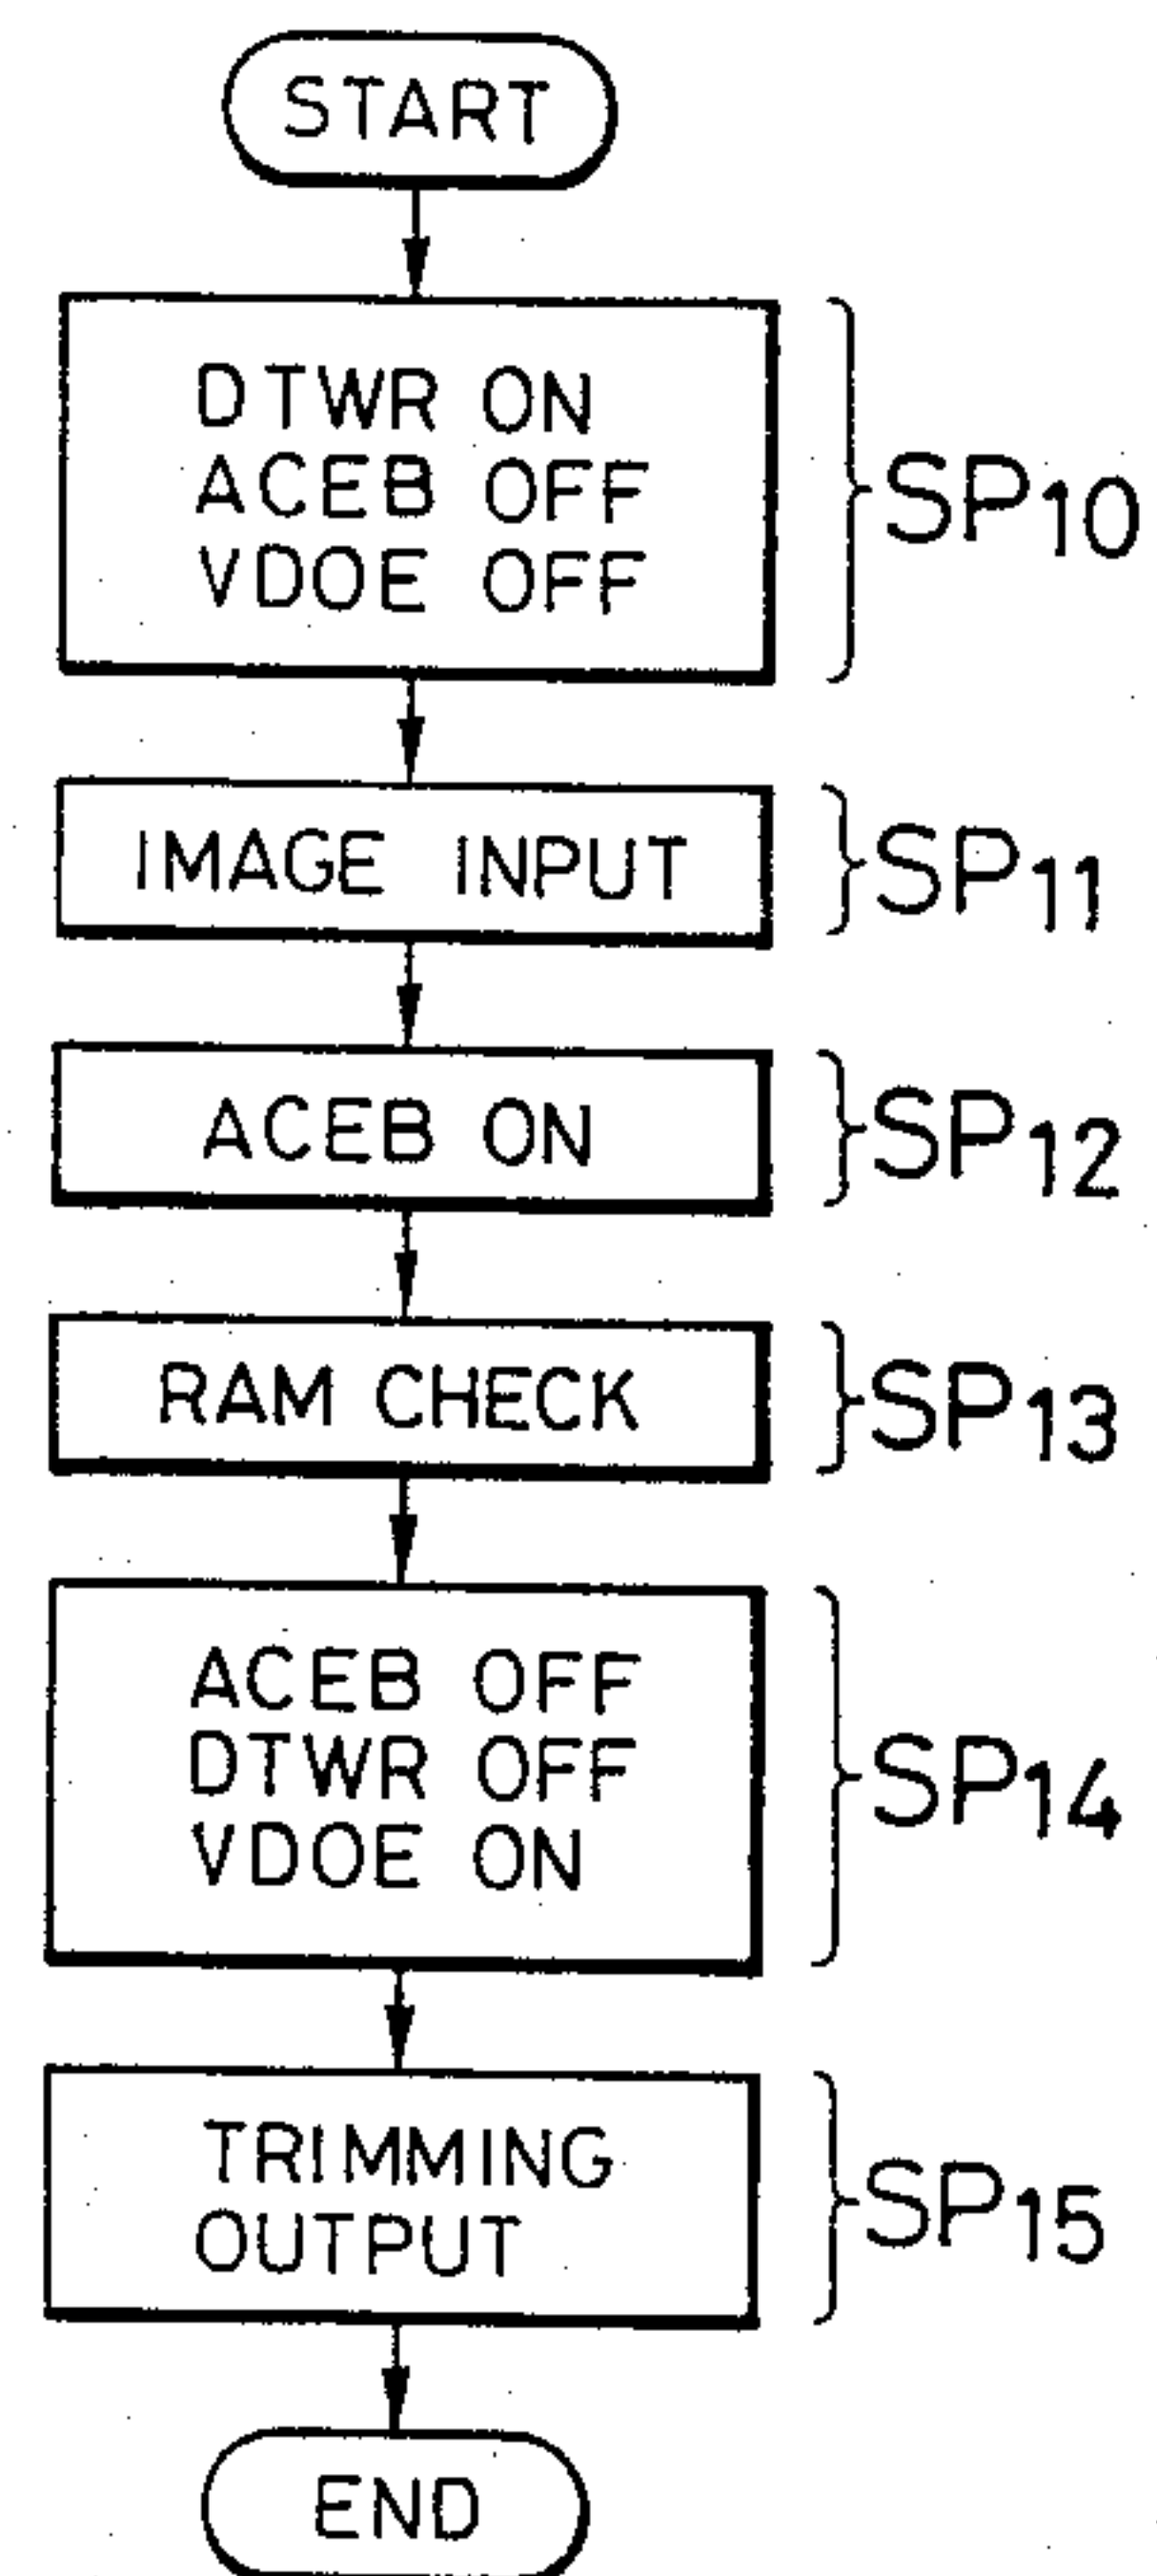 START
DTWR ON
ACEB OFF
VDOE OFF
SP10
IMAGE INPUT
SP11
ACEB ON
SP12
RAM CHECK
SP13
ACEB OFF
DTWR OFF
VDOE ON
SP14
TRIMMING
OUTPUT
SP15
END